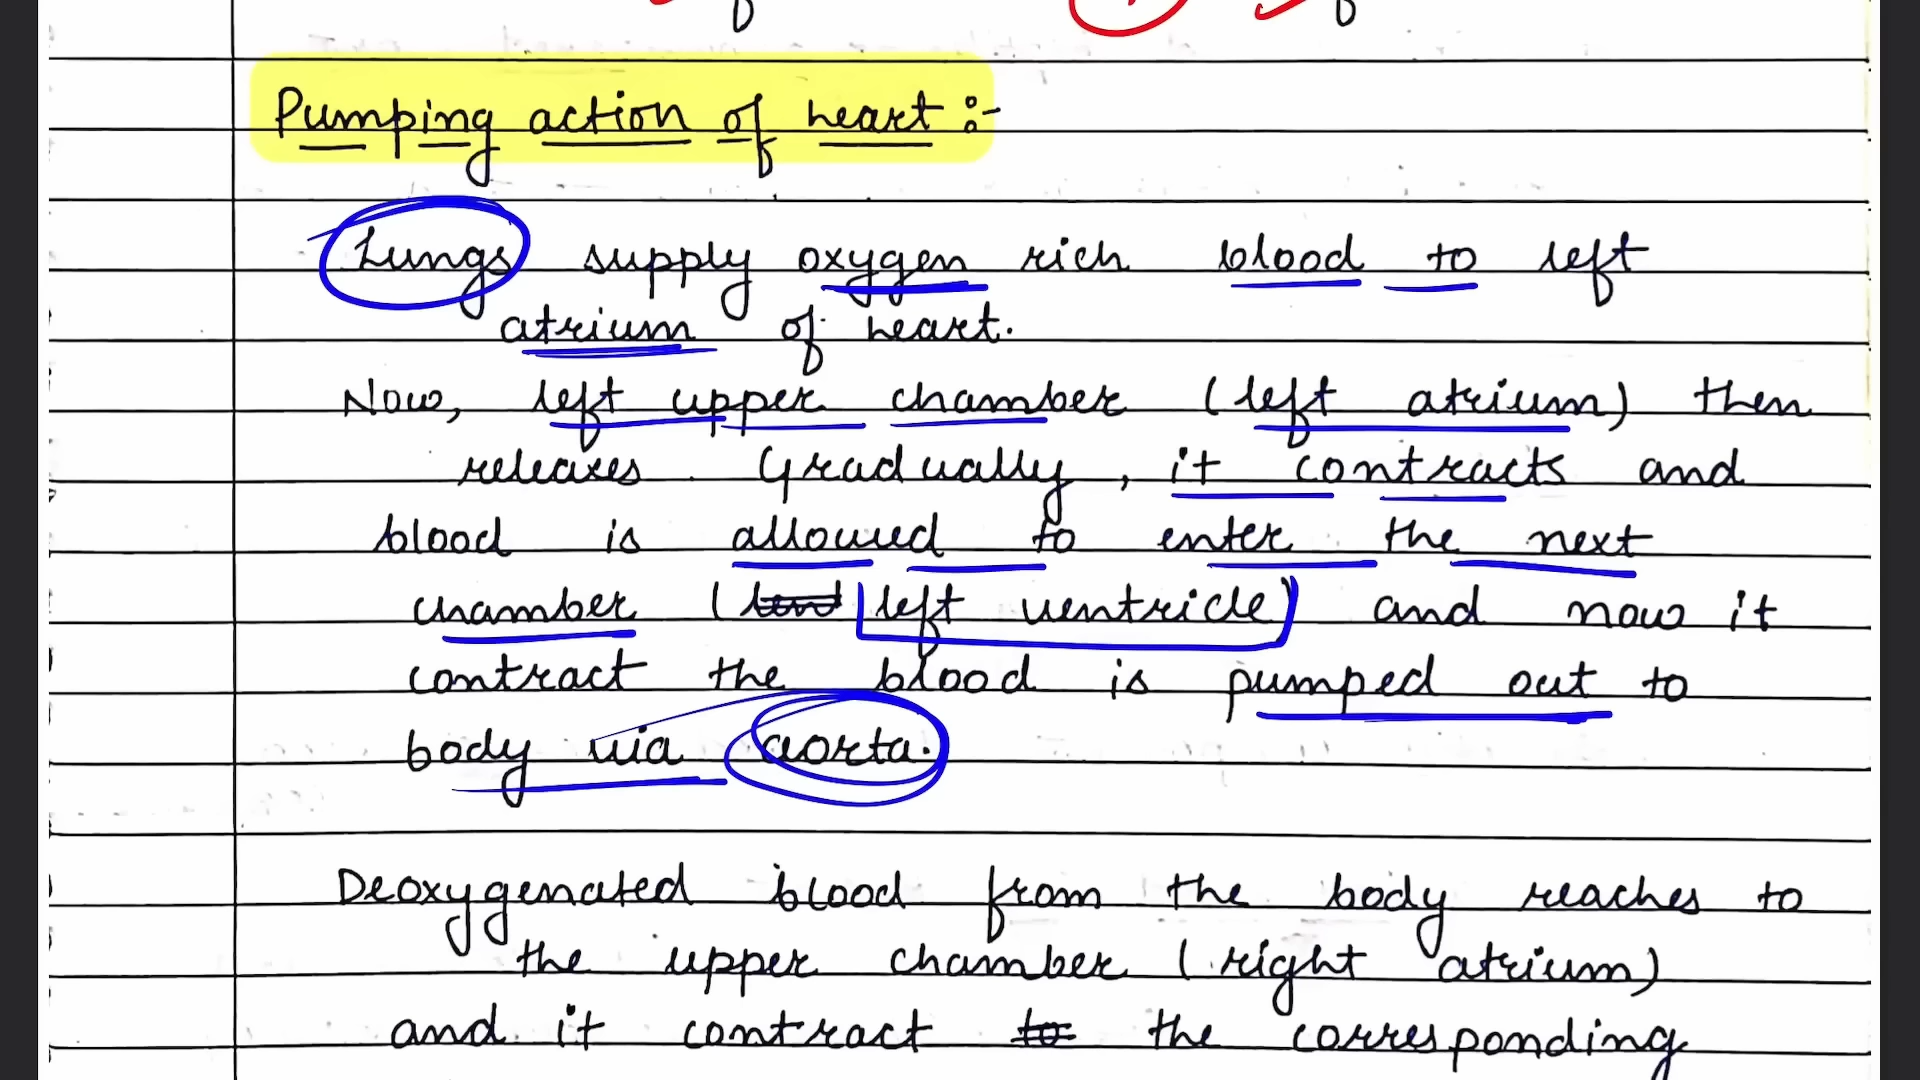 Pumping action of heart :-
Lungs supply oxygen rich blood to left
atrium of heart.
Now, left upper chamber (left atrium) then
relaxes. Gradually, it contracts and
blood is allowed to enter the next
chamber (left ventricle) and now it
contract the blood is pumped out to
body via aorta.
Deoxygenated blood from the body reaches to
the upper chamber (right atrium)
and it contract to the corresponding